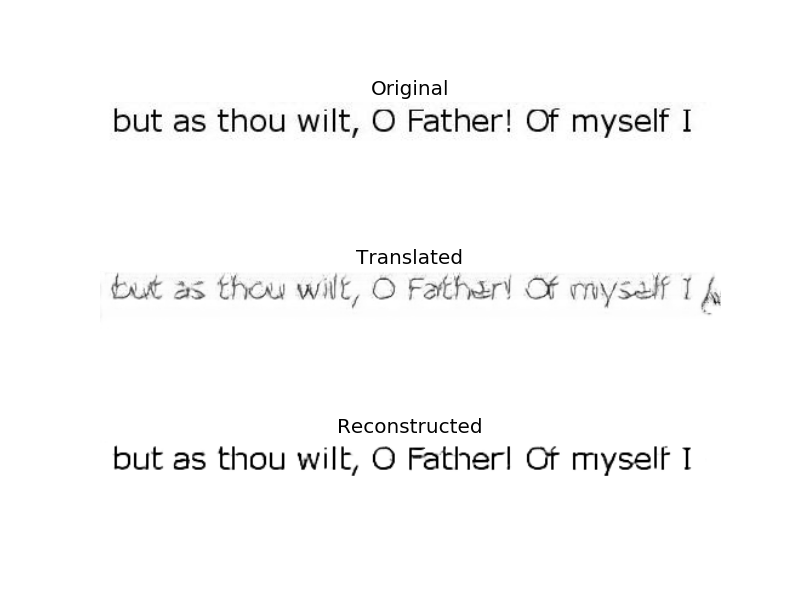 Original
but as thou wilt, O Father! Of myself I
Translated
but as thou wilt, O Father! Of myself I
Reconstructed
but as thou wilt, O Father! Of myself I